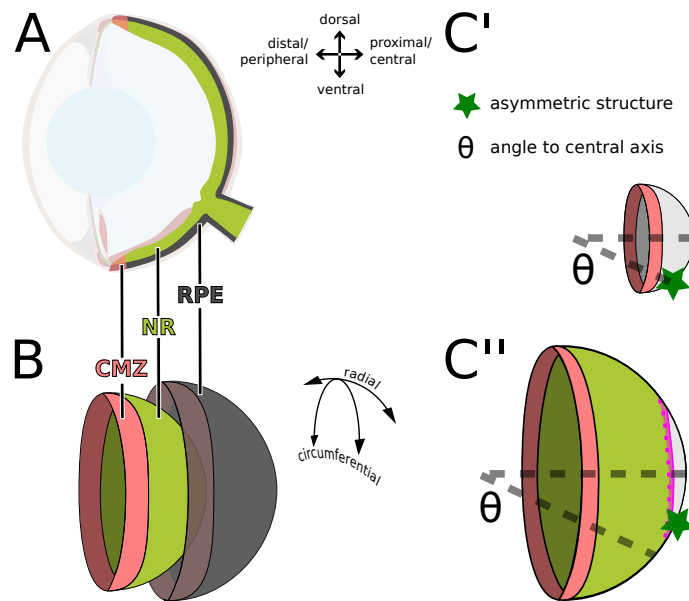 A
dorsal
distal/ proximal/
peripheral central
ventral
C'
asymmetric structure
θ angle to central axis
θ
RPE
NR
CMZ
B
radial
circumferential
C''
θ